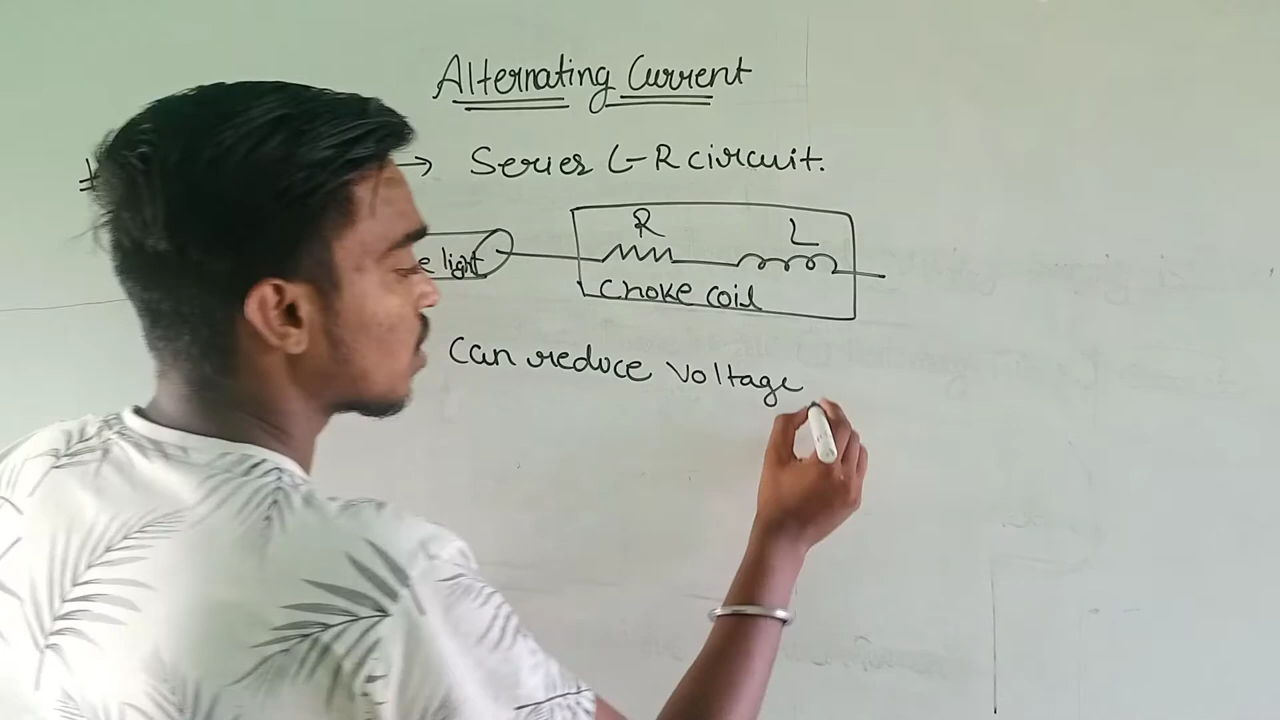 Alternating Current
→ Series L-R circuit.
R
L
light
Choke coil
Can reduce voltage